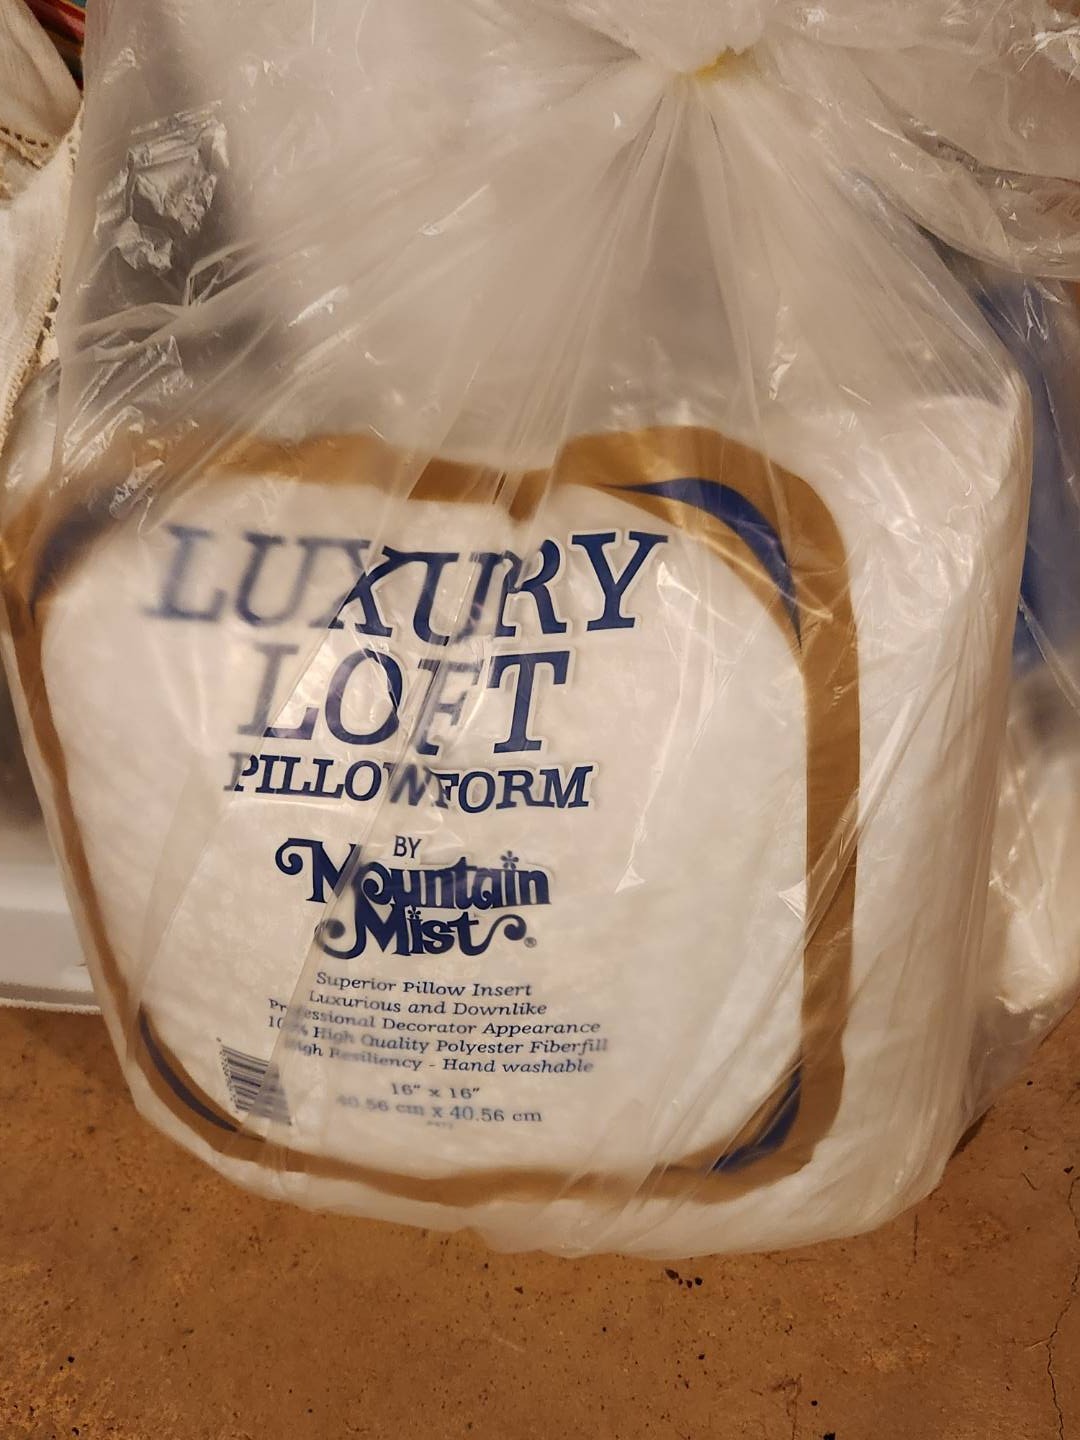 LUXURY
LOFT
PILLOWFORM
BY
Mountain
Mist®
Superior Pillow Insert
Luxurious and Downlike
Professional Decorator Appearance
100% High Quality Polyester Fiberfill
High Resiliency - Hand washable
16" x 16"
40.56 cm x 40.56 cm